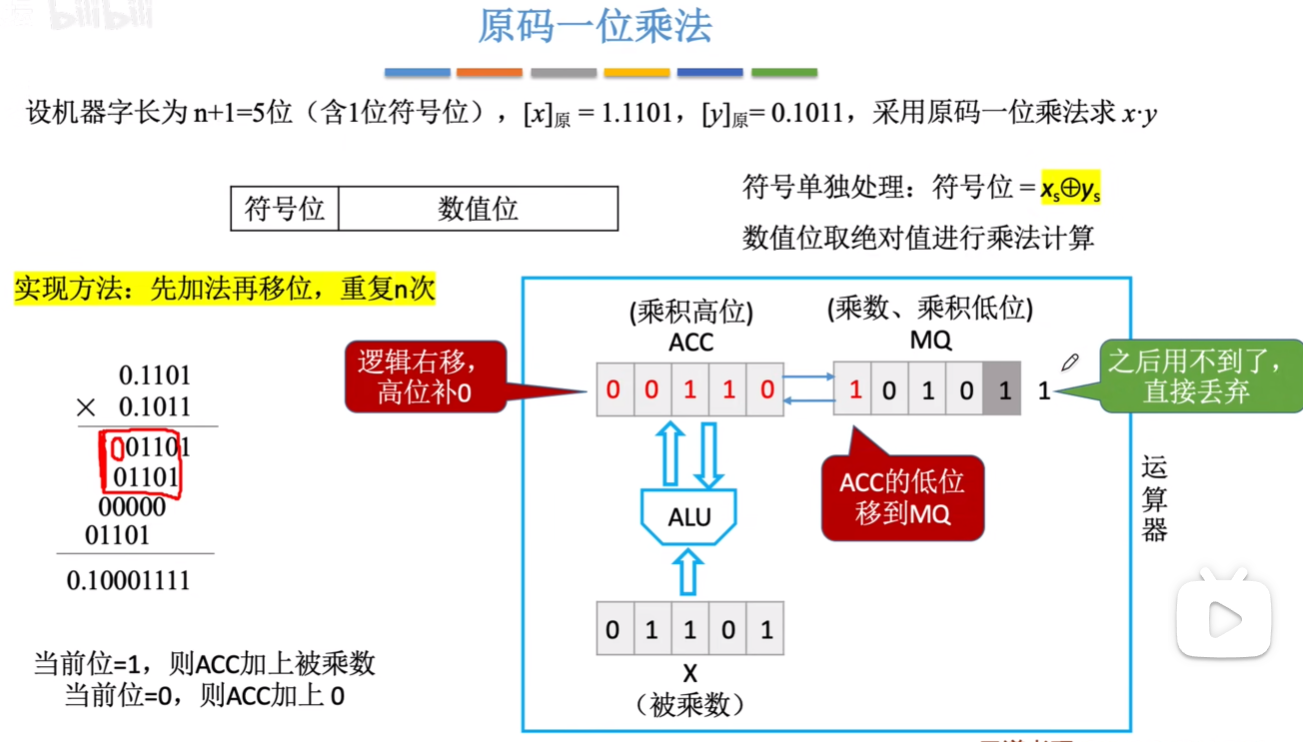 bilibili
原码一位乘法
设机器字长为 n+1=5位（含1位符号位），[x]原 = 1.1101，[y]原= 0.1011，采用原码一位乘法求 x·y
符号位 数值位
符号单独处理：符号位 = xs⊕ys
数值位取绝对值进行乘法计算
实现方法：先加法再移位，重复n次
0.1101
× 0.1011
001101
01101
00000
01101
0.10001111
当前位=1，则ACC加上被乘数
当前位=0，则ACC加上 0
(乘积高位)
ACC
(乘数、乘积低位)
MQ
逻辑右移，
高位补0
0 0 1 1 0
1 0 1 0 1 1
之后用不到了，
直接丢弃
ACC的低位
移到MQ
ALU
0 1 1 0 1
X
（被乘数）
运算器